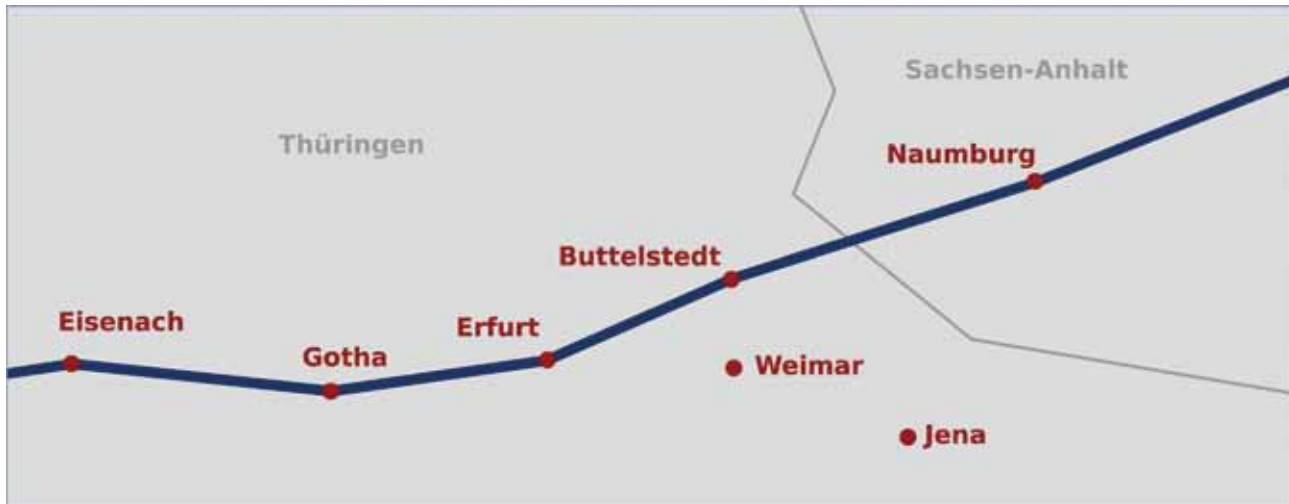 Sachsen-Anhalt
Thüringen
Naumburg
Buttelstedt
Eisenach
Erfurt
Gotha
Weimar
Jena